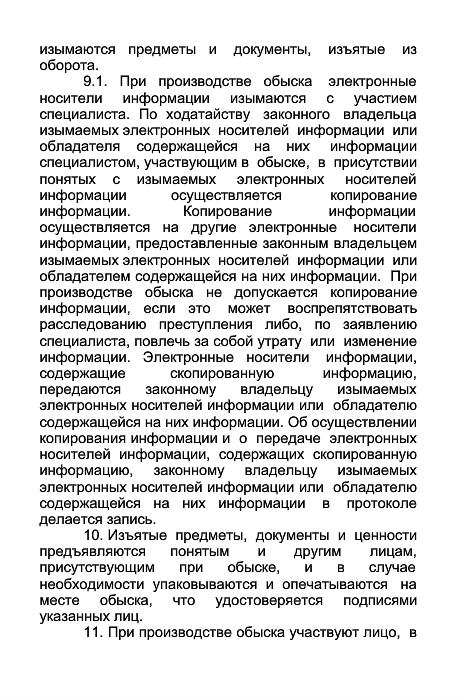 изымаются предметы и документы, изъятые из
оборота.
9.1. При производстве обыска электронные
носители информации изымаются с участием
специалиста. По ходатайству законного владельца
изымаемых электронных носителей информации или
обладателя содержащейся на них информации
специалистом, участвующим в обыске, в присутствии
понятых с изымаемых электронных носителей
информации осуществляется копирование
информации. Копирование информации
осуществляется на другие электронные носители
информации, предоставленные законным владельцем
изымаемых электронных носителей информации или
обладателем содержащейся на них информации. При
производстве обыска не допускается копирование
информации, если это может воспрепятствовать
расследованию преступления либо, по заявлению
специалиста, повлечь за собой утрату или изменение
информации. Электронные носители информации,
содержащие скопированную информацию,
передаются законному владельцу изымаемых
электронных носителей информации или обладателю
содержащейся на них информации. Об осуществлении
копирования информации и о передаче электронных
носителей информации, содержащих скопированную
информацию, законному владельцу изымаемых
электронных носителей информации или обладателю
содержащейся на них информации в протоколе
делается запись.
10. Изъятые предметы, документы и ценности
предъявляются понятым и другим лицам,
присутствующим при обыске, и в случае
необходимости упаковываются и опечатываются на
месте обыска, что удостоверяется подписями
указанных лиц.
11. При производстве обыска участвуют лицо, в